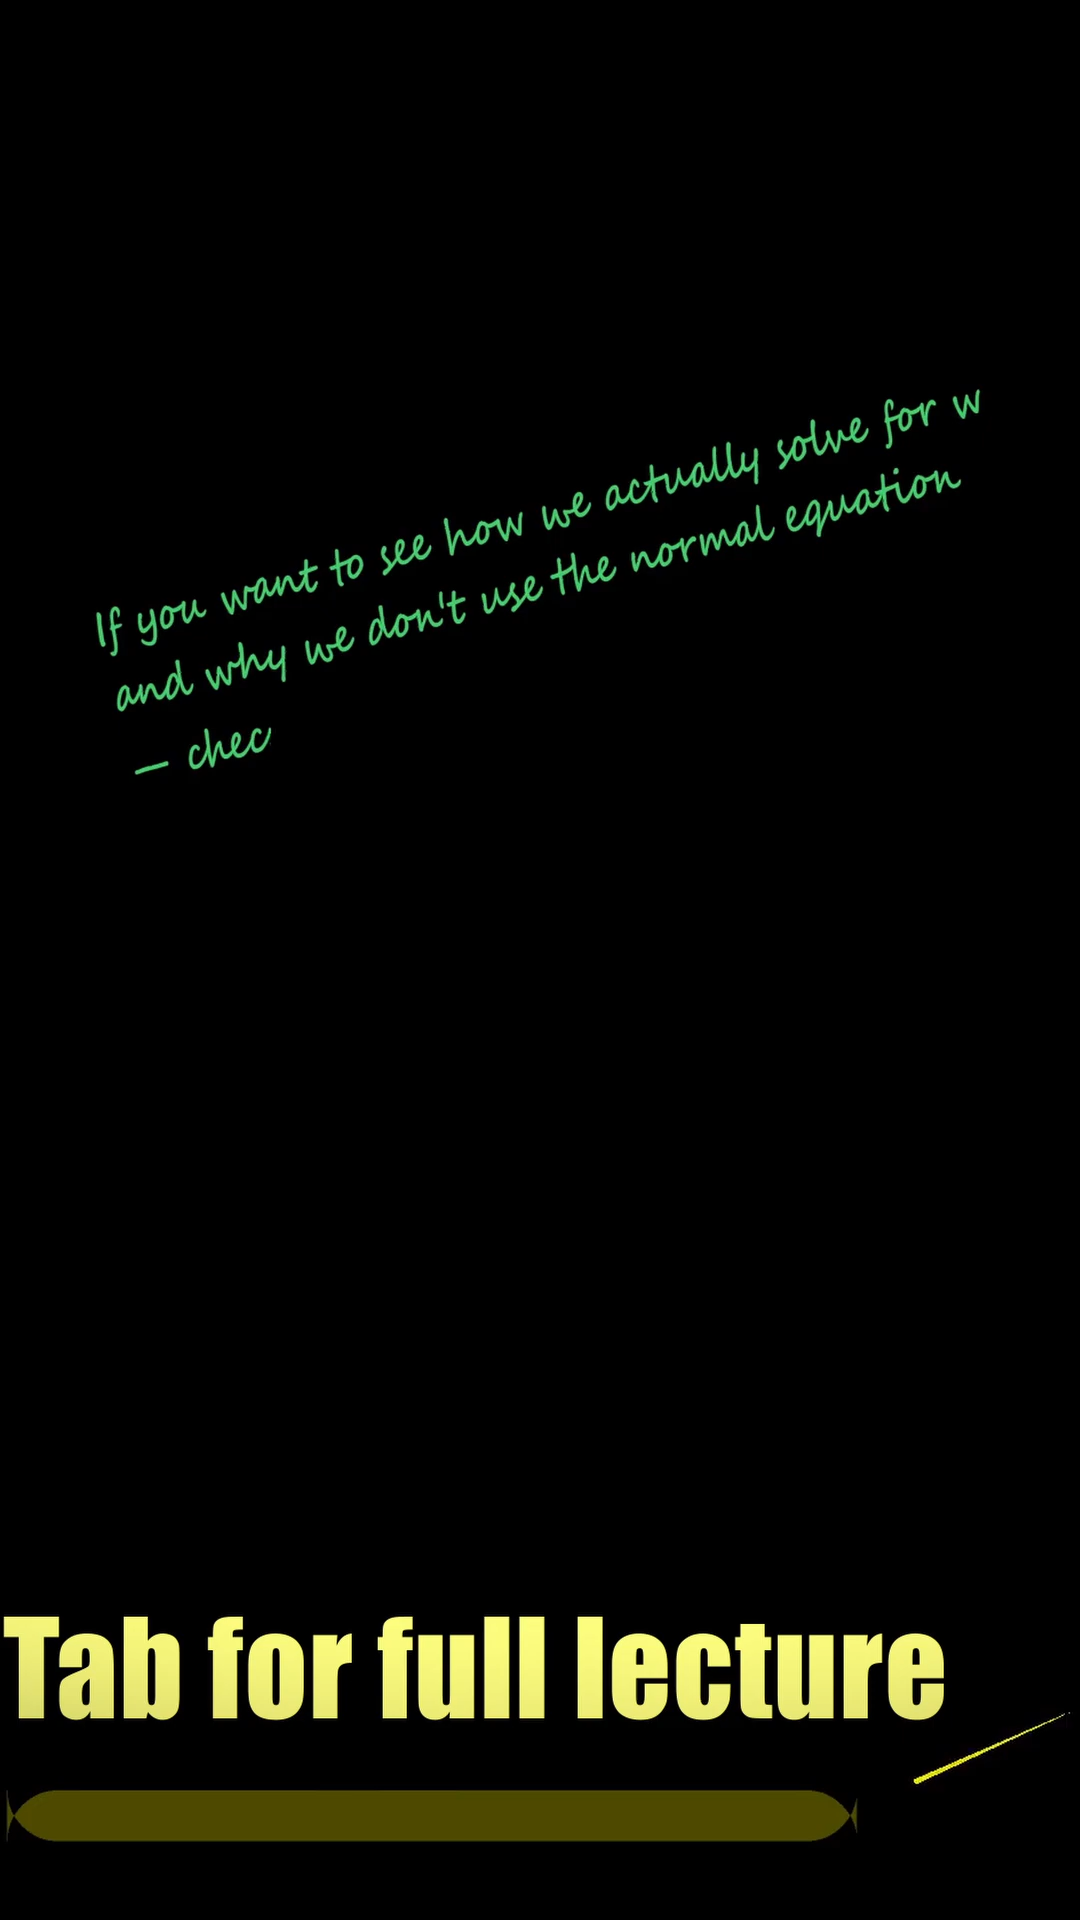 If you want to see how we actually solve for w
and why we don't use the normal equation
— chec
Tab for full lecture